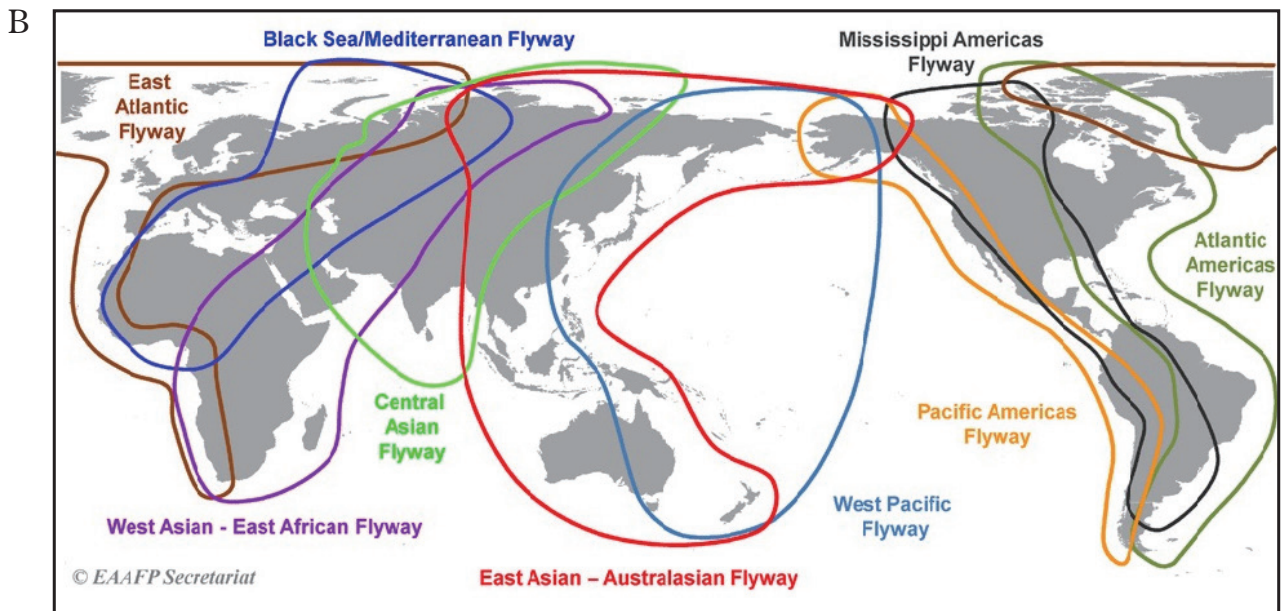 B
Black Sea/Mediterranean Flyway
Mississippi Americas
Flyway
East
Atlantic
Flyway
Atlantic
Americas
Flyway
Central
Asian
Flyway
Pacific Americas
Flyway
West Pacific
Flyway
West Asian - East African Flyway
© EAAFP Secretariat
East Asian – Australasian Flyway